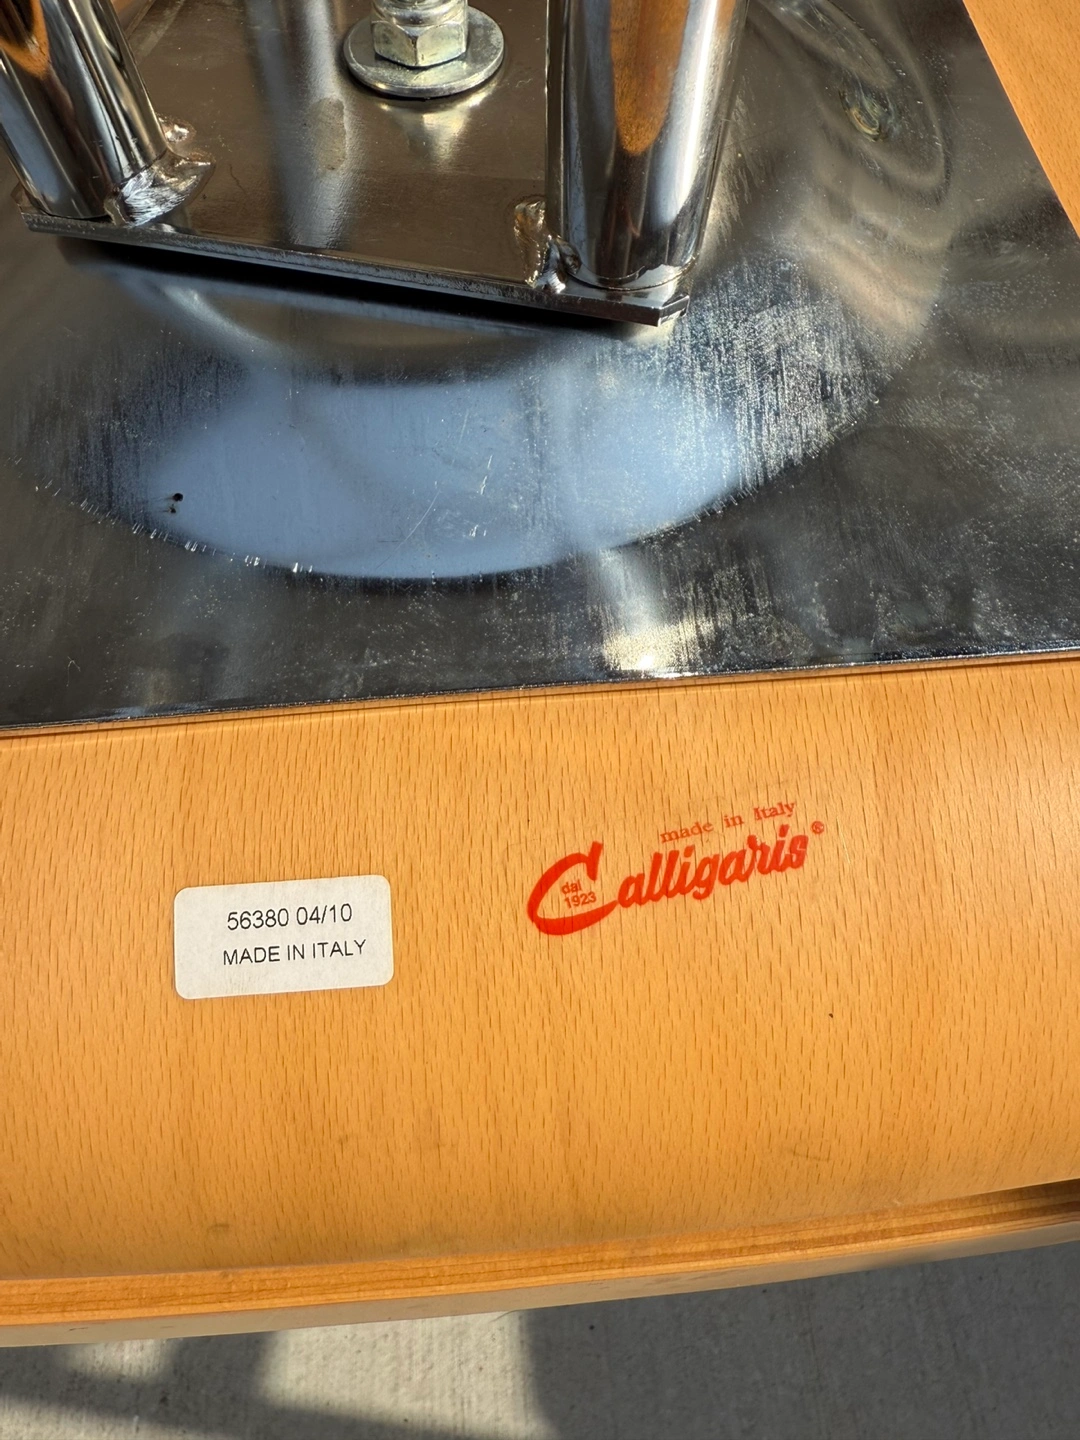 56380 04/10
MADE IN ITALY
made in Italy
Calligaris®
dal
1923